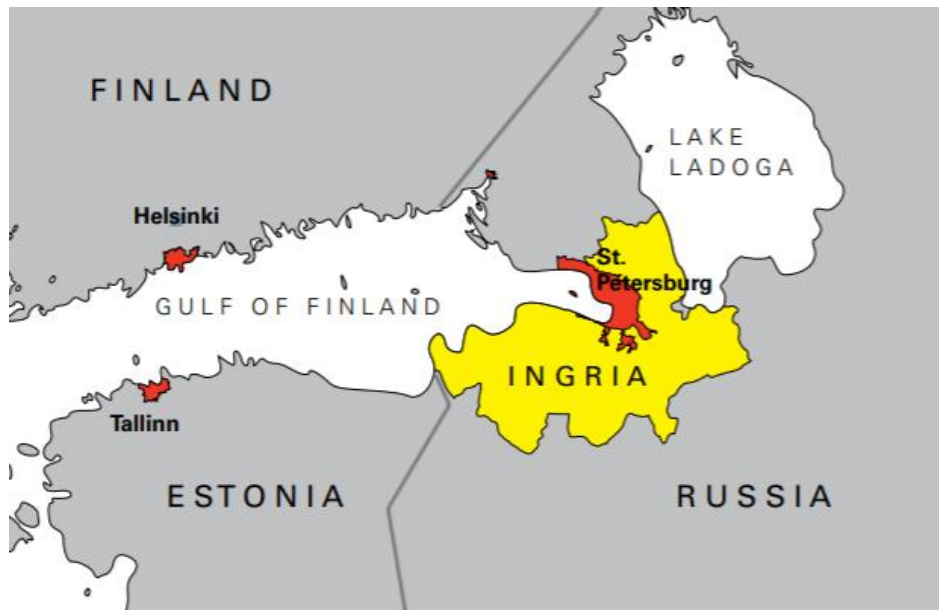 FINLAND
LAKE
LADOGA
Helsinki
St.
Petersburg
GULF OF FINLAND
INGRIA
Tallinn
ESTONIA
RUSSIA